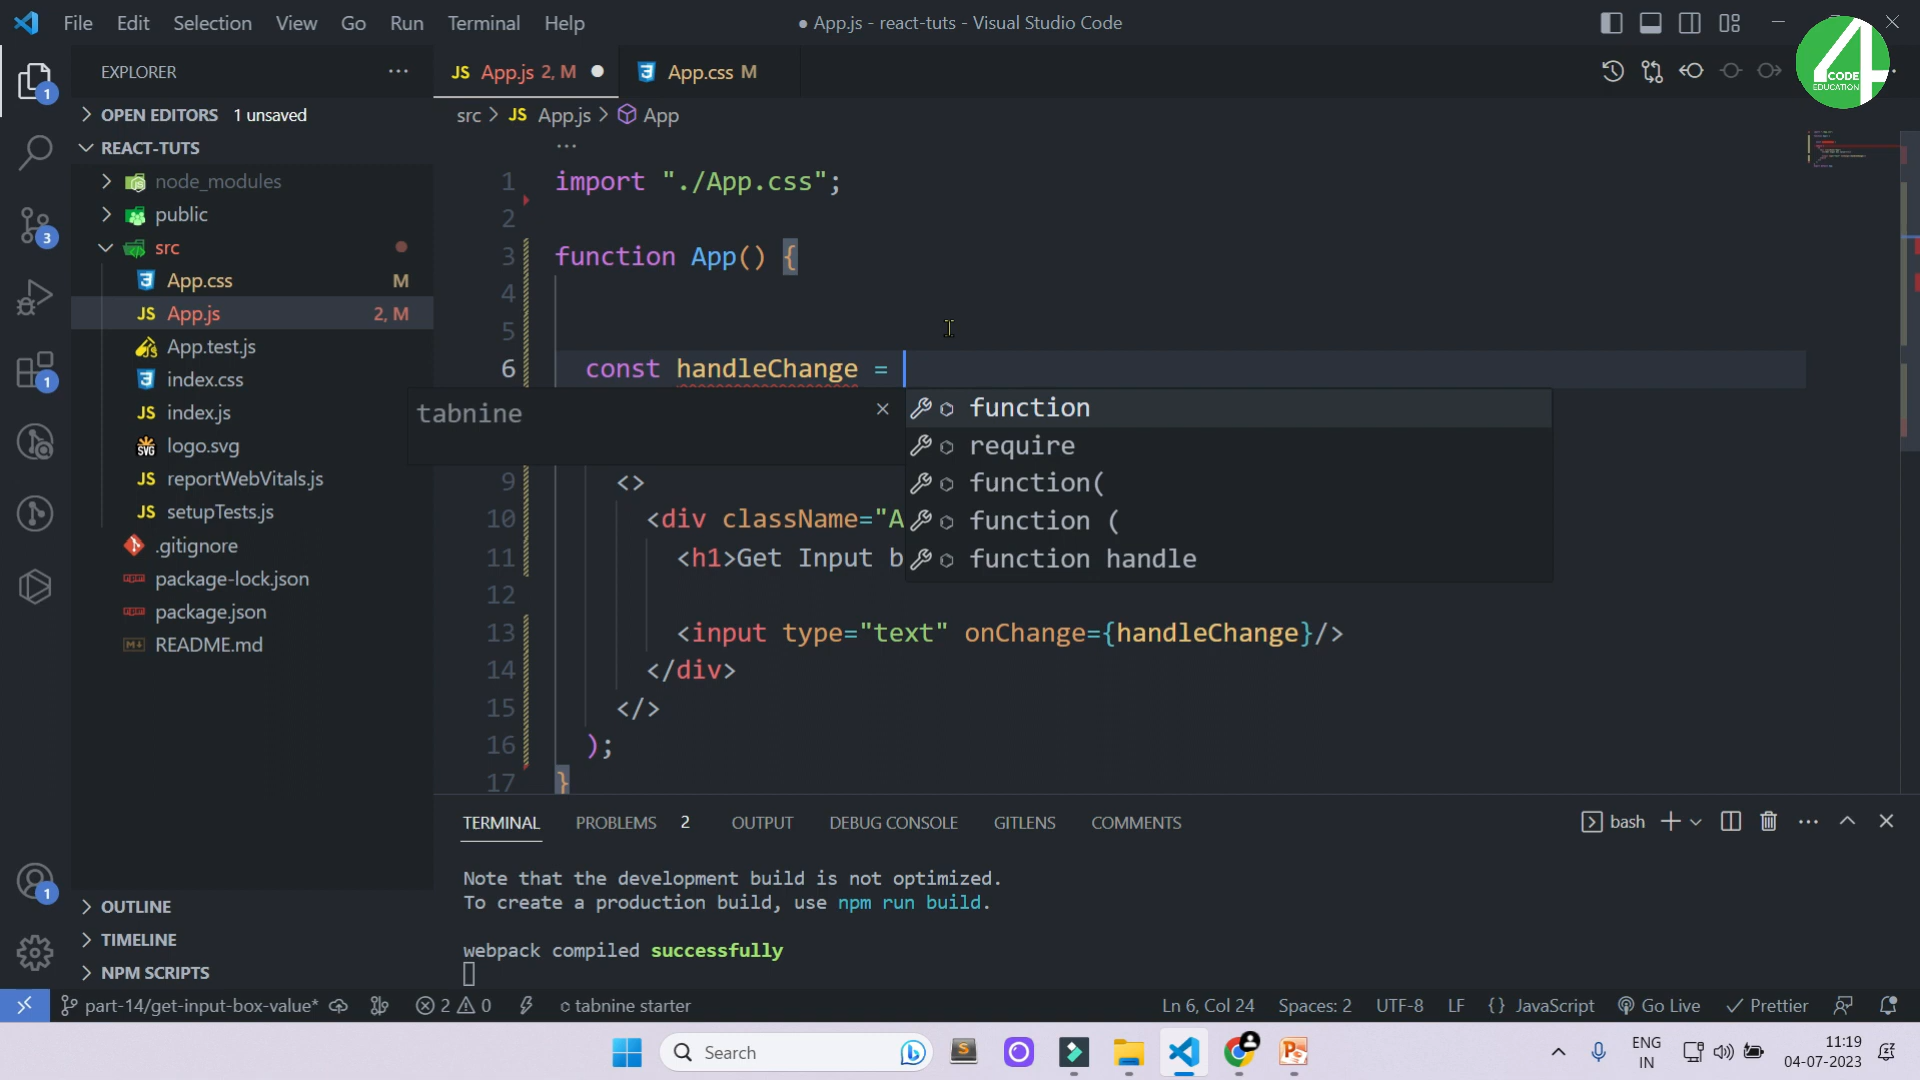 File Edit Selection View Go Run Terminal Help
● App.js - react-tuts - Visual Studio Code
4 CODE EDUCATION
EXPLORER
OPEN EDITORS 1 unsaved
REACT-TUTS
node_modules
public
src
App.css M
JS App.js 2, M
App.test.js
index.css
JS index.js
SVG logo.svg
JS reportWebVitals.js
JS setupTests.js
.gitignore
package-lock.json
package.json
README.md
OUTLINE
TIMELINE
NPM SCRIPTS
1
3
1
1
JS App.js 2, M ●
App.css M
src > JS App.js > App
...
1 import "./App.css";
2
3 function App() {
4
5
6 const handleChange =
tabnine
function
require
function(
function (
function handle
9 <>
10 <div className="A
11 <h1>Get Input b
12
13 <input type="text" onChange={handleChange}/>
14 </div>
15 </>
16 );
17 }
TERMINAL PROBLEMS 2 OUTPUT DEBUG CONSOLE GITLENS COMMENTS
bash
Note that the development build is not optimized.
To create a production build, use npm run build.
webpack compiled successfully
part-14/get-input-box-value* 2 0 tabnine starter
Ln 6, Col 24 Spaces: 2 UTF-8 LF {} JavaScript Go Live Prettier
Search
ENG
IN
11:19
04-07-2023